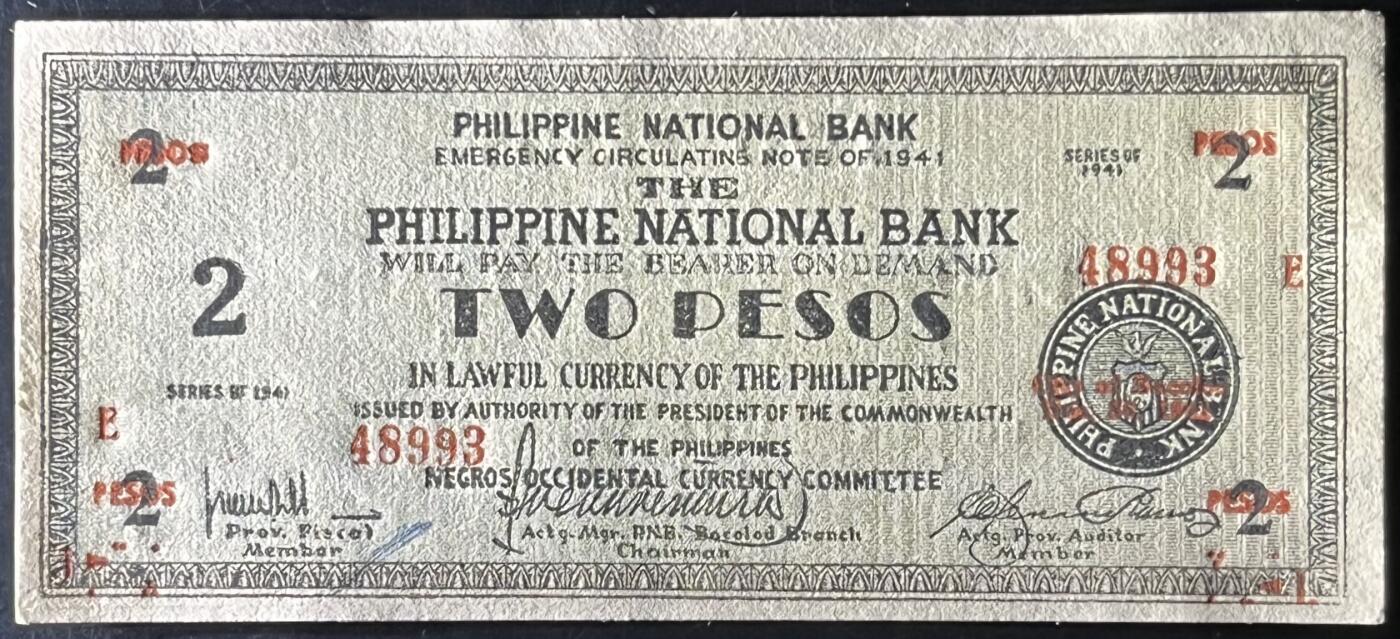 PHILIPPINE NATIONAL BANK
EMERGENCY CIRCULATING NOTE OF 1941
SERIES OF
1941
PESOS
2
PESOS
2
THE
PHILIPPINE NATIONAL BANK
WILL PAY THE BEARER ON DEMAND
48993 E
2
TWO PESOS
PHILIPPINE NATIONAL BANK
IN LAWFUL CURRENCY OF THE PHILIPPINES
SERIES OF 1941
ISSUED BY AUTHORITY OF THE PRESIDENT OF THE COMMONWEALTH
E
48993
OF THE PHILIPPINES
NEGROS OCCIDENTAL CURRENCY COMMITTEE
PESOS
2
PESOS
2
Prov. Fiscal
Member
Actg. Mgr. PNB. Bacolod Branch
Chairman
Actg. Prov. Auditor
Member